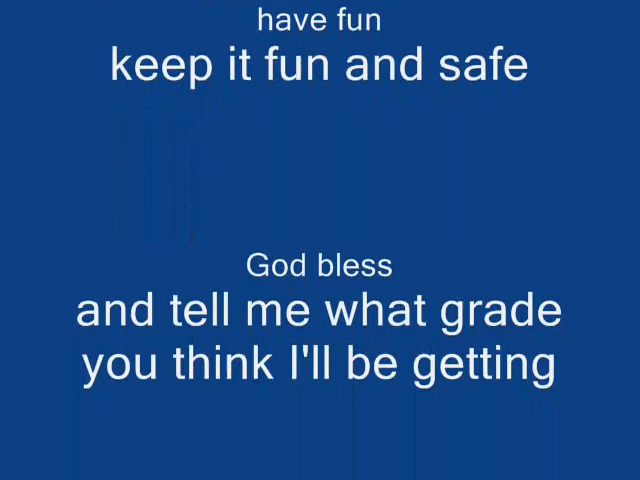 have fun
keep it fun and safe
God bless
and tell me what grade
you think I'll be getting